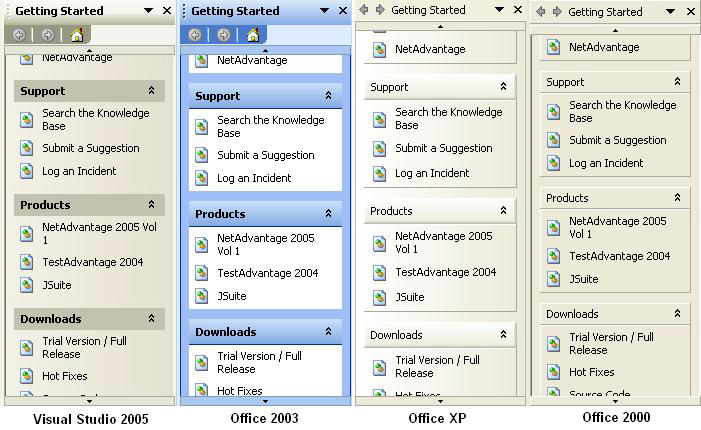 Getting Started
NetAdvantage
Support
Search the Knowledge
Base
Submit a Suggestion
Log an Incident
Products
NetAdvantage 2005 Vol
1
TestAdvantage 2004
JSuite
Downloads
Trial Version / Full
Release
Hot Fixes
Source Code
Visual Studio 2005
Getting Started
NetAdvantage
Support
Search the Knowledge
Base
Submit a Suggestion
Log an Incident
Products
NetAdvantage 2005
Vol 1
TestAdvantage 2004
JSuite
Downloads
Trial Version / Full
Release
Hot Fixes
Office 2003
Getting Started
NetAdvantage
Support
Search the Knowledge
Base
Submit a Suggestion
Log an Incident
Products
NetAdvantage 2005
Vol 1
TestAdvantage 2004
JSuite
Downloads
Trial Version / Full
Release
Hot Fixes
Office XP
Getting Started
NetAdvantage
Support
Search the Knowledge
Base
Submit a Suggestion
Log an Incident
Products
NetAdvantage 2005
Vol 1
TestAdvantage 2004
JSuite
Downloads
Trial Version / Full
Release
Hot Fixes
Source Code
Office 2000